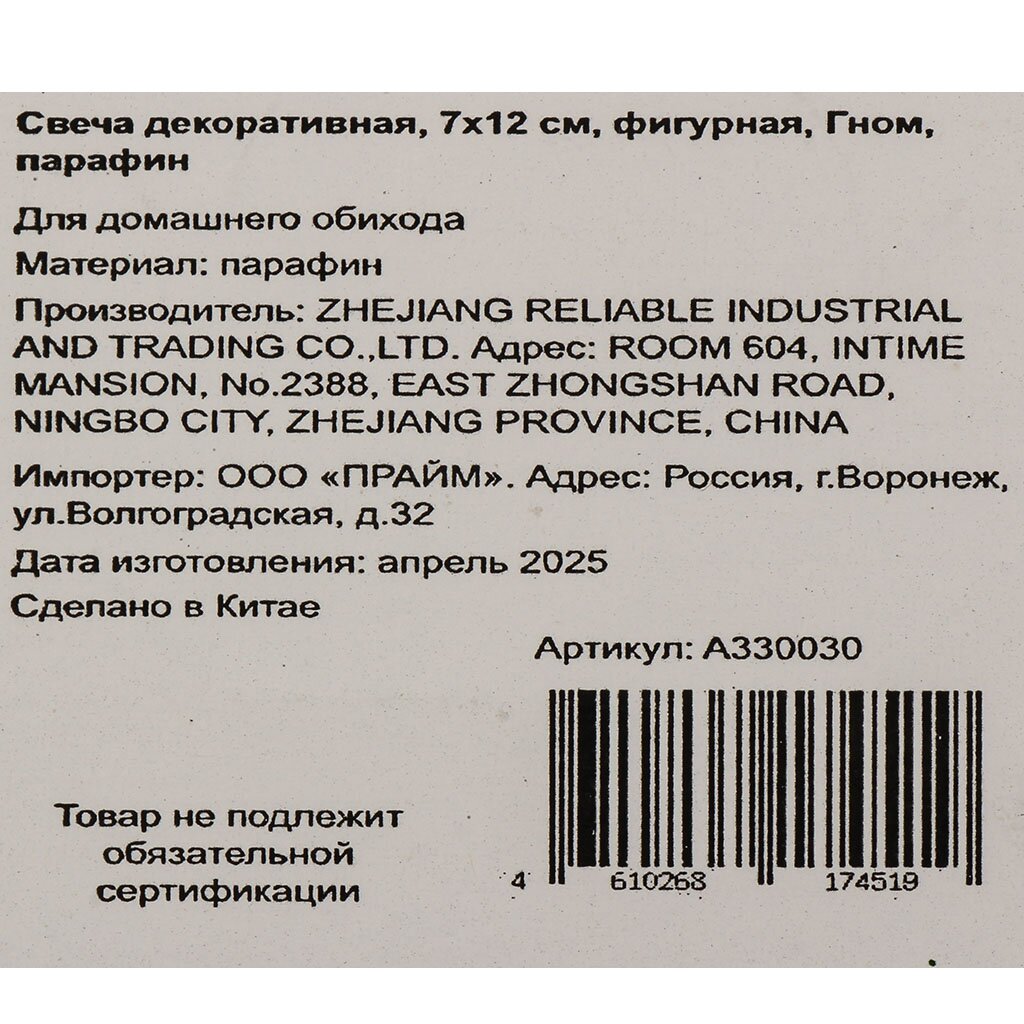 Свеча декоративная, 7х12 см, фигурная, Гном,
парафин
Для домашнего обихода
Материал: парафин
Производитель: ZHEJIANG RELIABLE INDUSTRIAL
AND TRADING CO.,LTD. Адрес: ROOM 604, INTIME
MANSION, No.2388, EAST ZHONGSHAN ROAD,
NINGBO CITY, ZHEJIANG PROVINCE, CHINA
Импортер: ООО «ПРАЙМ». Адрес: Россия, г.Воронеж,
ул.Волгоградская, д.32
Дата изготовления: апрель 2025
Сделано в Китае
Артикул: А330030
Товар не подлежит
обязательной
сертификации
4 610268 174519